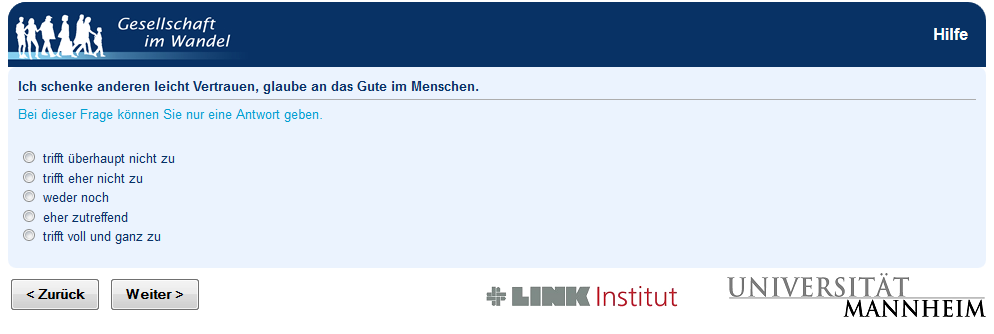 Gesellschaft
im Wandel
Hilfe
Ich schenke anderen leicht Vertrauen, glaube an das Gute im Menschen.
Bei dieser Frage können Sie nur eine Antwort geben.
trifft überhaupt nicht zu
trifft eher nicht zu
weder noch
eher zutreffend
trifft voll und ganz zu
< Zurück
Weiter >
LINK Institut
UNIVERSITÄT
MANNHEIM